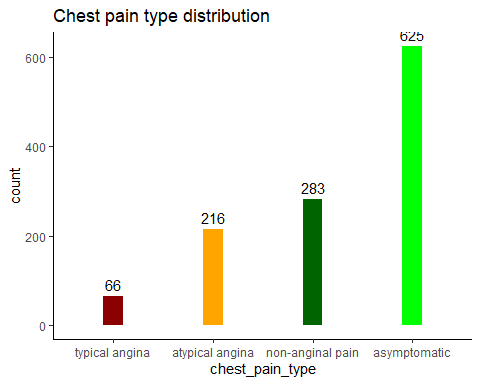 Chest pain type distribution
625
600
400
283
216
200
66
0
count
typical angina atypical angina non-anginal pain asymptomatic
chest_pain_type